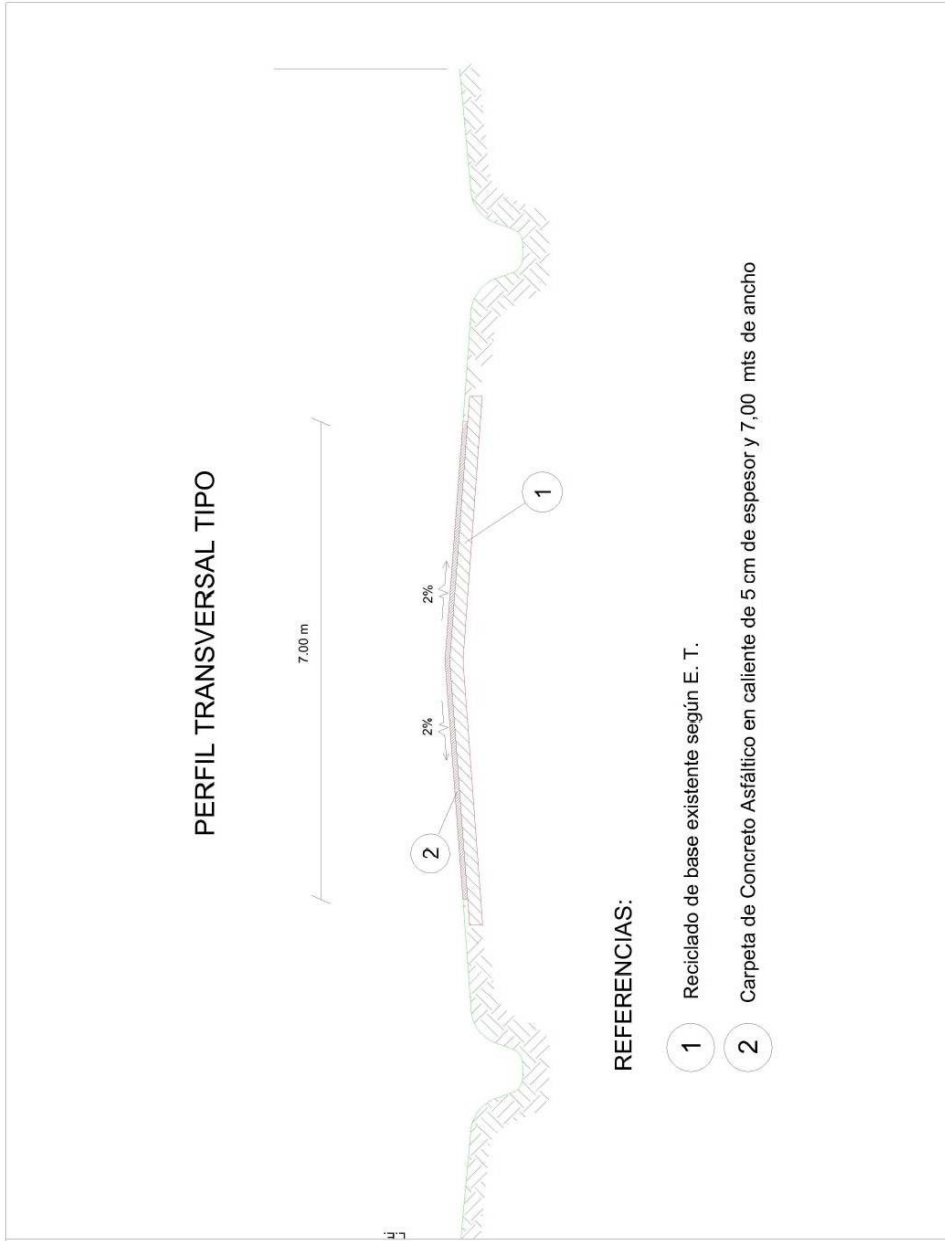 PERFIL TRANSVERSAL TIPO
7.00 m
2%
2%
2
1
REFERENCIAS:
1 Reciclado de base existente según E. T.
2 Carpeta de Concreto Asfáltico en caliente de 5 cm de espesor y 7,00 mts de ancho